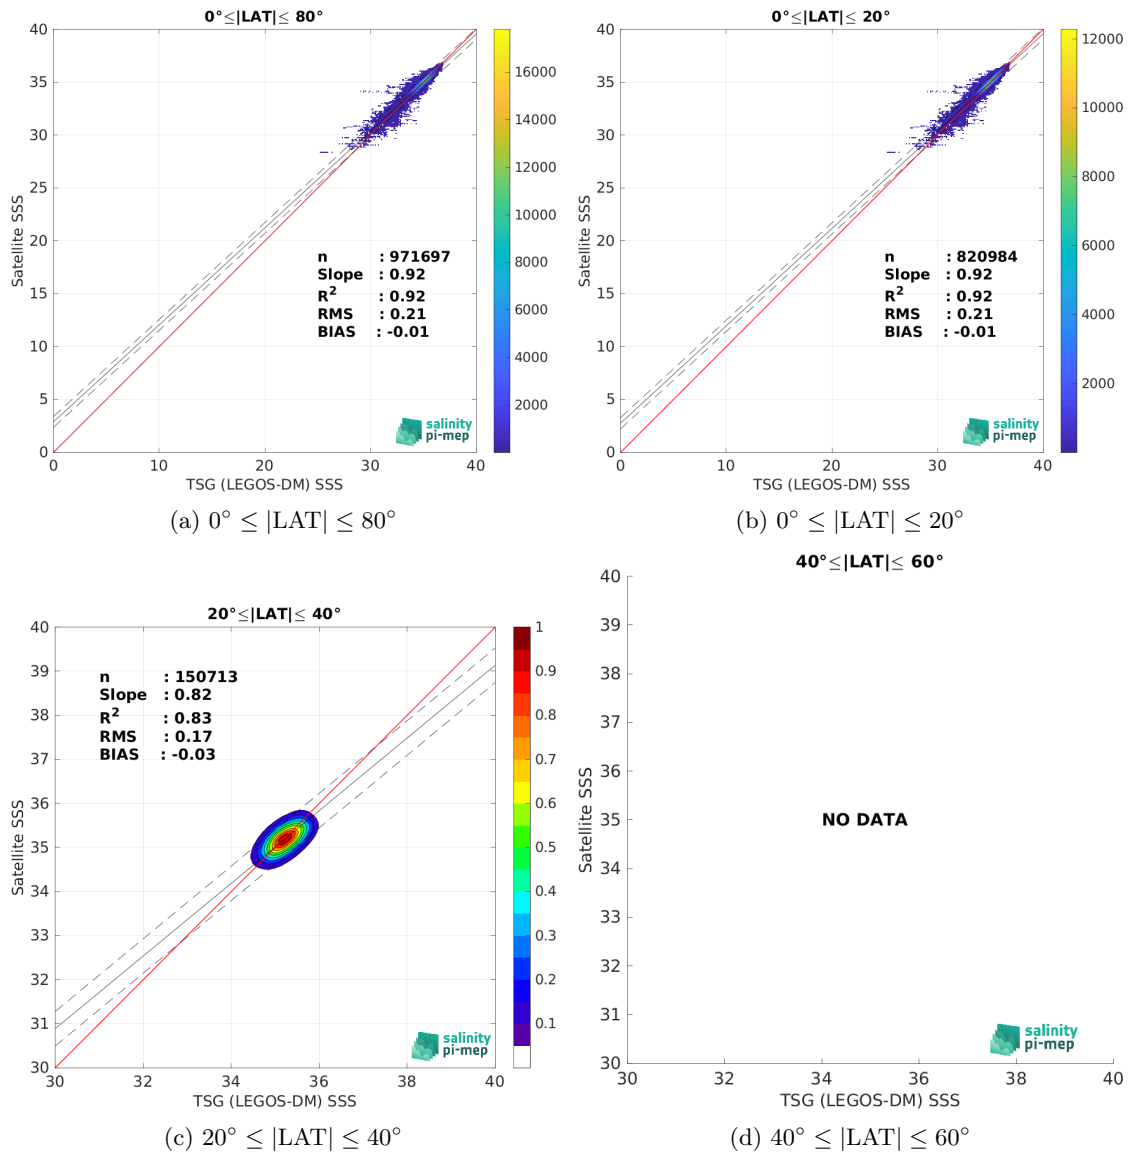 0°≤|LAT|≤ 80°
40
35
30
25
20
15
10
5
0
Satellite SSS
n : 971697
Slope : 0.92
R² : 0.92
RMS : 0.21
BIAS : -0.01
salinity
pi-mep
0 10 20 30 40
TSG (LEGOS-DM) SSS
16000
14000
12000
10000
8000
6000
4000
2000
(a) 0° ≤ |LAT| ≤ 80°
0°≤|LAT|≤ 20°
40
35
30
25
20
15
10
5
0
Satellite SSS
n : 820984
Slope : 0.92
R² : 0.92
RMS : 0.21
BIAS : -0.01
salinity
pi-mep
0 10 20 30 40
TSG (LEGOS-DM) SSS
12000
10000
8000
6000
4000
2000
(b) 0° ≤ |LAT| ≤ 20°
20°≤|LAT|≤ 40°
40
39
38
37
36
35
34
33
32
31
30
Satellite SSS
n : 150713
Slope : 0.82
R² : 0.83
RMS : 0.17
BIAS : -0.03
salinity
pi-mep
30 32 34 36 38 40
TSG (LEGOS-DM) SSS
1
0.9
0.8
0.7
0.6
0.5
0.4
0.3
0.2
0.1
(c) 20° ≤ |LAT| ≤ 40°
40°≤|LAT|≤ 60°
40
39
38
37
36
35
34
33
32
31
30
Satellite SSS
NO DATA
salinity
pi-mep
30 32 34 36 38 40
TSG (LEGOS-DM) SSS
(d) 40° ≤ |LAT| ≤ 60°